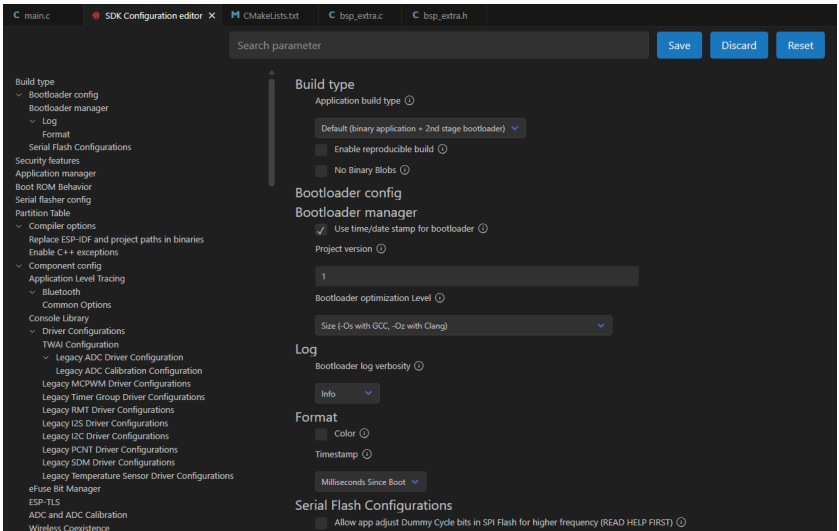 C main.c
SDK Configuration editor ×
M CMakeLists.txt
C bsp_extra.c
C bsp_extra.h
Search parameter
Save
Discard
Reset
Build type
Bootloader config
Bootloader manager
Log
Format
Serial Flash Configurations
Security features
Application manager
Boot ROM Behavior
Serial flasher config
Partition Table
Compiler options
Replace ESP-IDF and project paths in binaries
Enable C++ exceptions
Component config
Application Level Tracing
Bluetooth
Common Options
Console Library
Driver Configurations
TWAI Configuration
Legacy ADC Driver Configuration
Legacy ADC Calibration Configuration
Legacy MCPWM Driver Configurations
Legacy Timer Group Driver Configurations
Legacy RMT Driver Configurations
Legacy I2S Driver Configurations
Legacy I2C Driver Configurations
Legacy PCNT Driver Configurations
Legacy SDM Driver Configurations
Legacy Temperature Sensor Driver Configurations
eFuse Bit Manager
ESP-TLS
ADC and ADC Calibration
Wireless Coexistence
Build type
Application build type
Default (binary application + 2nd stage bootloader)
Enable reproducible build
No Binary Blobs
Bootloader config
Bootloader manager
Use time/date stamp for bootloader
Project version
1
Bootloader optimization Level
Size (-Os with GCC, -Oz with Clang)
Log
Bootloader log verbosity
Info
Format
Color
Timestamp
Milliseconds Since Boot
Serial Flash Configurations
Allow app adjust Dummy Cycle bits in SPI Flash for higher frequency (READ HELP FIRST)